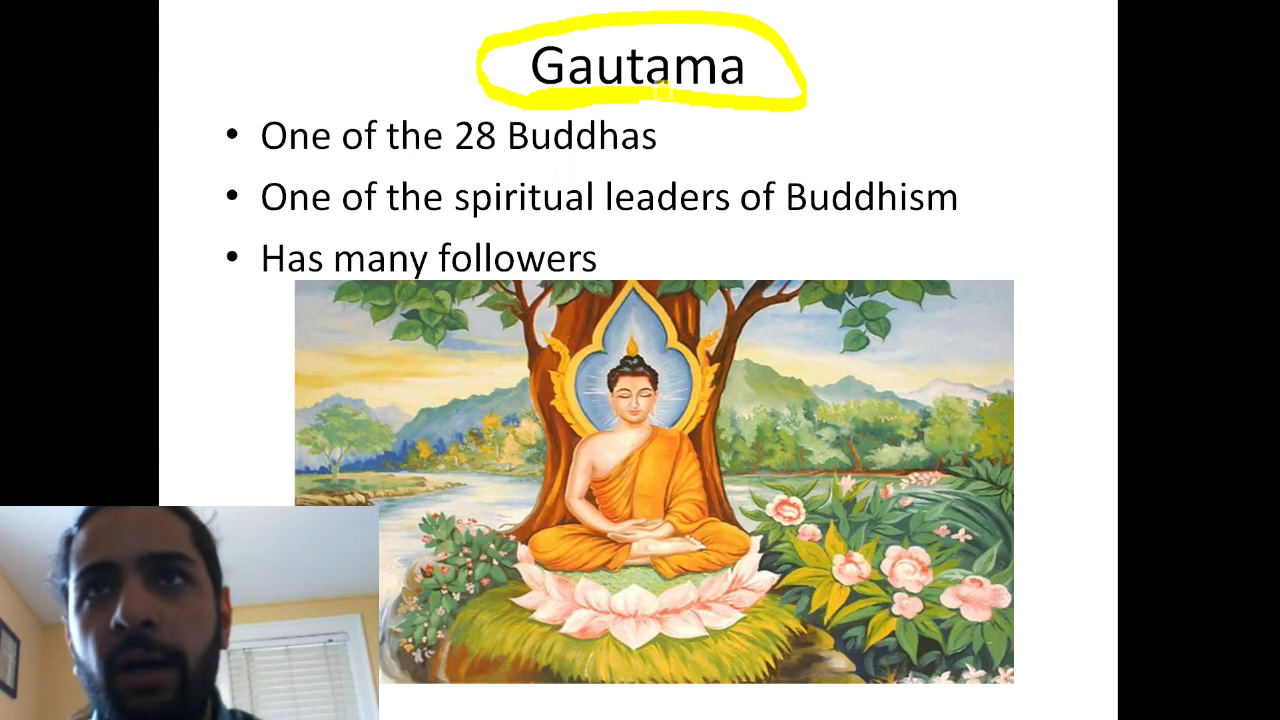 Gautama
• One of the 28 Buddhas
• One of the spiritual leaders of Buddhism
• Has many followers